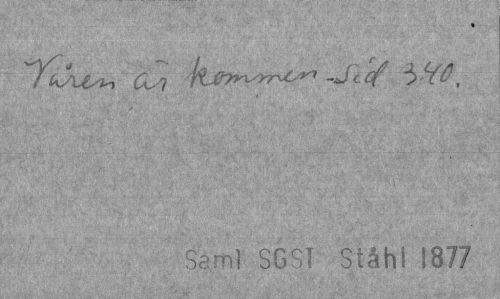 Våren är kommen - Sid 340.
Saml SGST Ståhl 1877